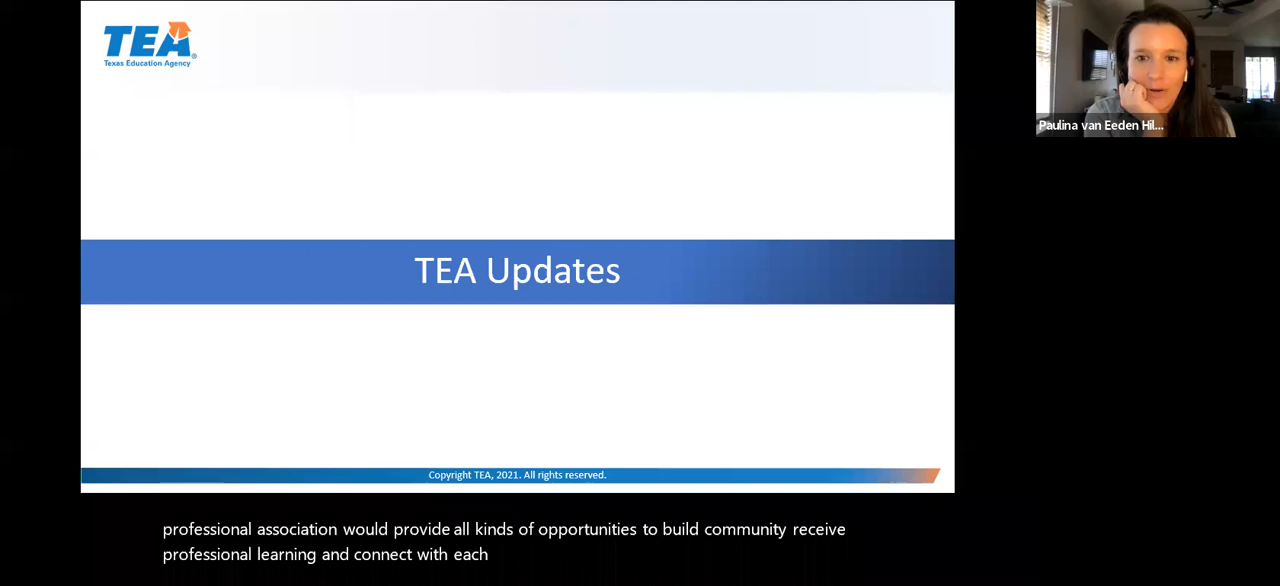 TEA
Texas Education Agency
Paulina van Eeden Hil...
TEA Updates
Copyright TEA, 2021. All rights reserved.
professional association would provide all kinds of opportunities to build community receive
professional learning and connect with each